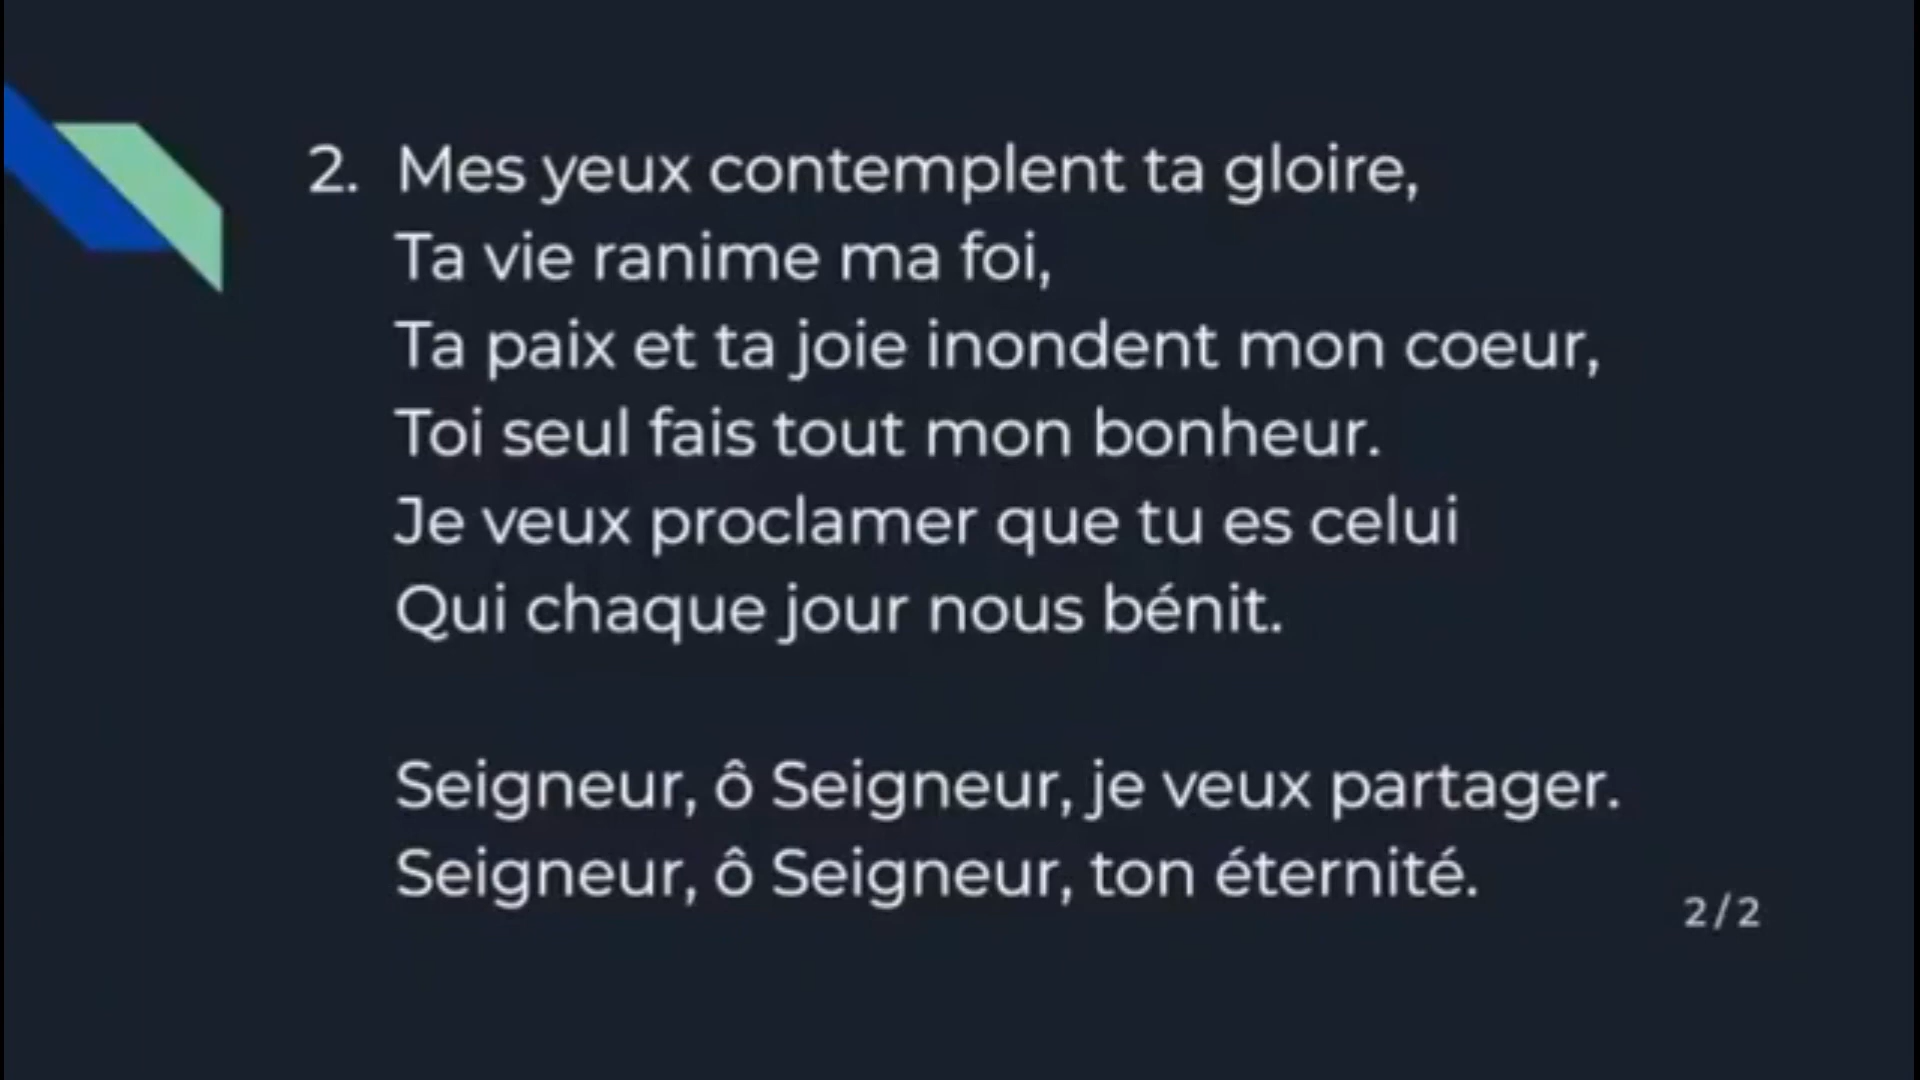 2. Mes yeux contemplent ta gloire,
Ta vie ranime ma foi,
Ta paix et ta joie inondent mon coeur,
Toi seul fais tout mon bonheur.
Je veux proclamer que tu es celui
Qui chaque jour nous bénit.
Seigneur, ô Seigneur, je veux partager.
Seigneur, ô Seigneur, ton éternité.
2/2